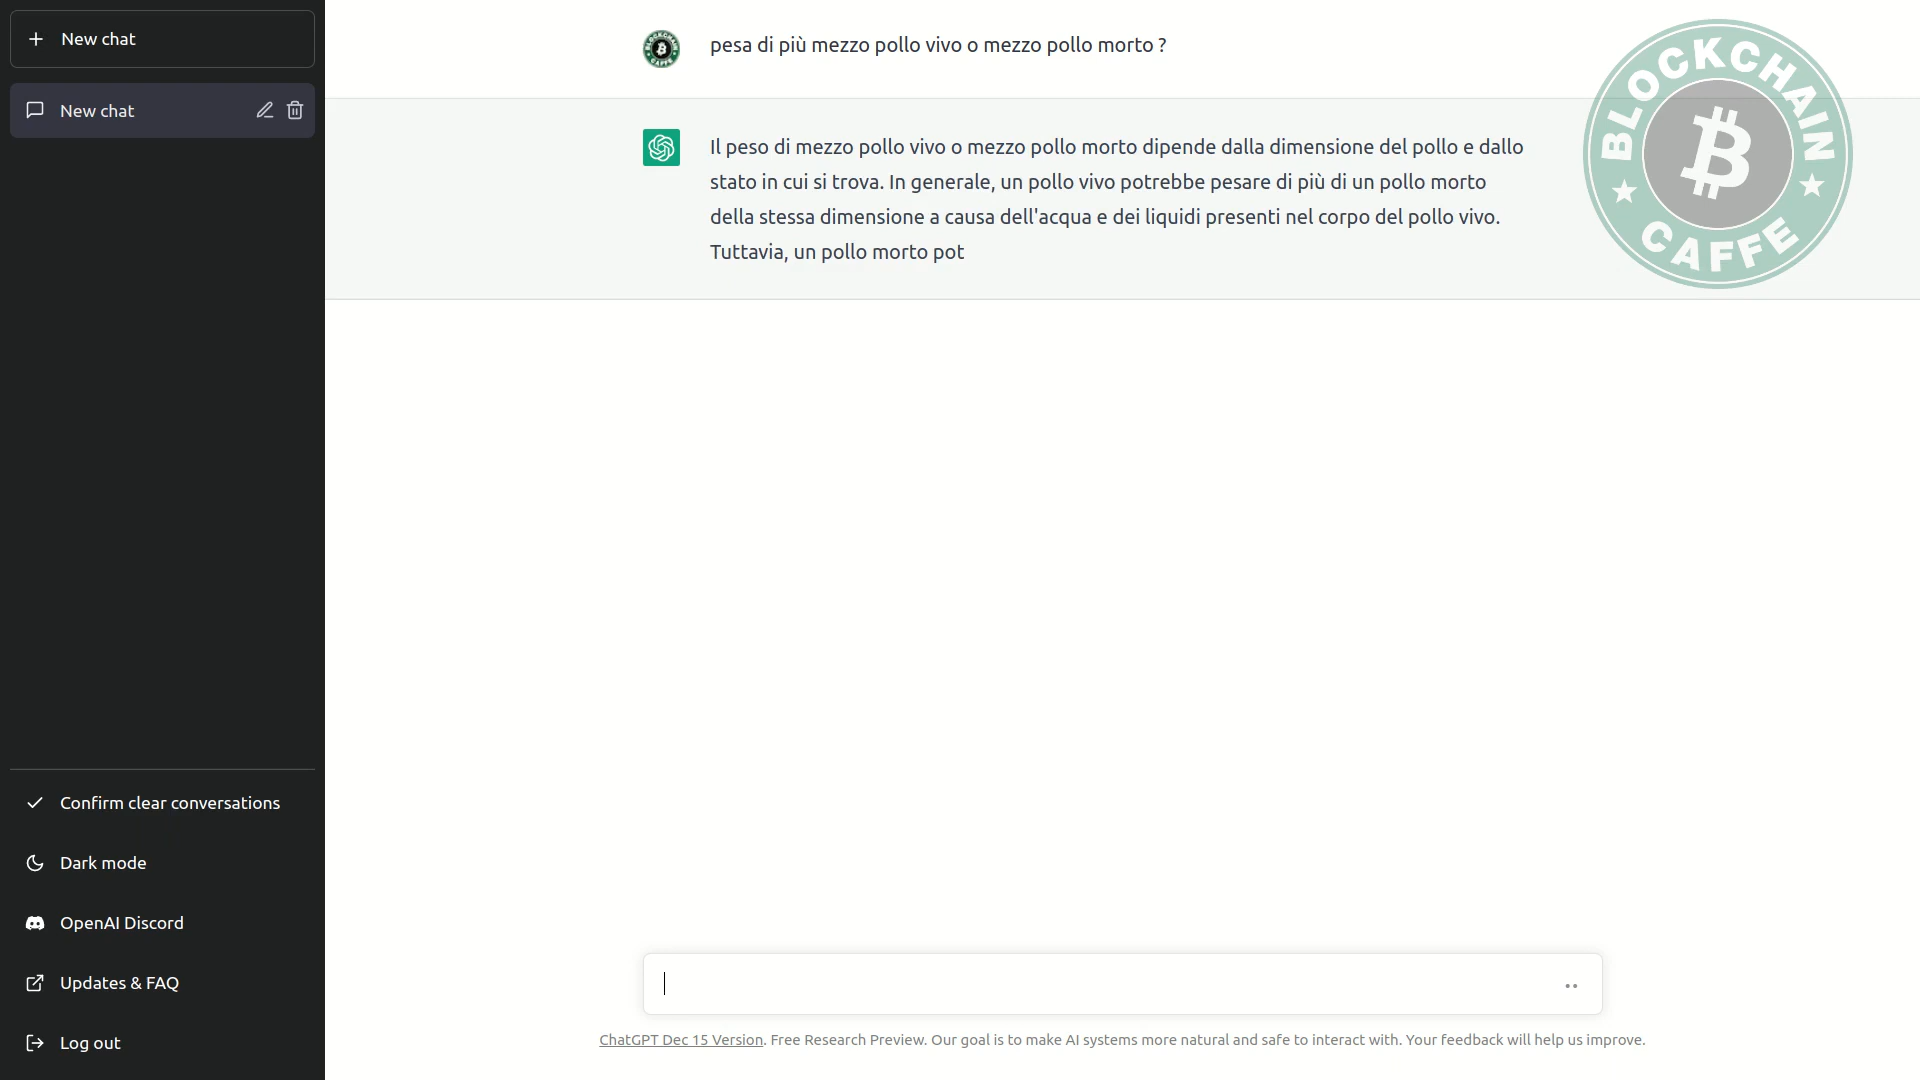 New chat
New chat
pesa di più mezzo pollo vivo o mezzo pollo morto ?
Il peso di mezzo pollo vivo o mezzo pollo morto dipende dalla dimensione del pollo e dallo
stato in cui si trova. In generale, un pollo vivo potrebbe pesare di più di un pollo morto
della stessa dimensione a causa dell'acqua e dei liquidi presenti nel corpo del pollo vivo.
Tuttavia, un pollo morto pot
BLOCKCHAIN
CAFFE
BLOCKCHAIN
CAFFE
Confirm clear conversations
Dark mode
OpenAI Discord
Updates & FAQ
Log out
ChatGPT Dec 15 Version. Free Research Preview. Our goal is to make AI systems more natural and safe to interact with. Your feedback will help us improve.